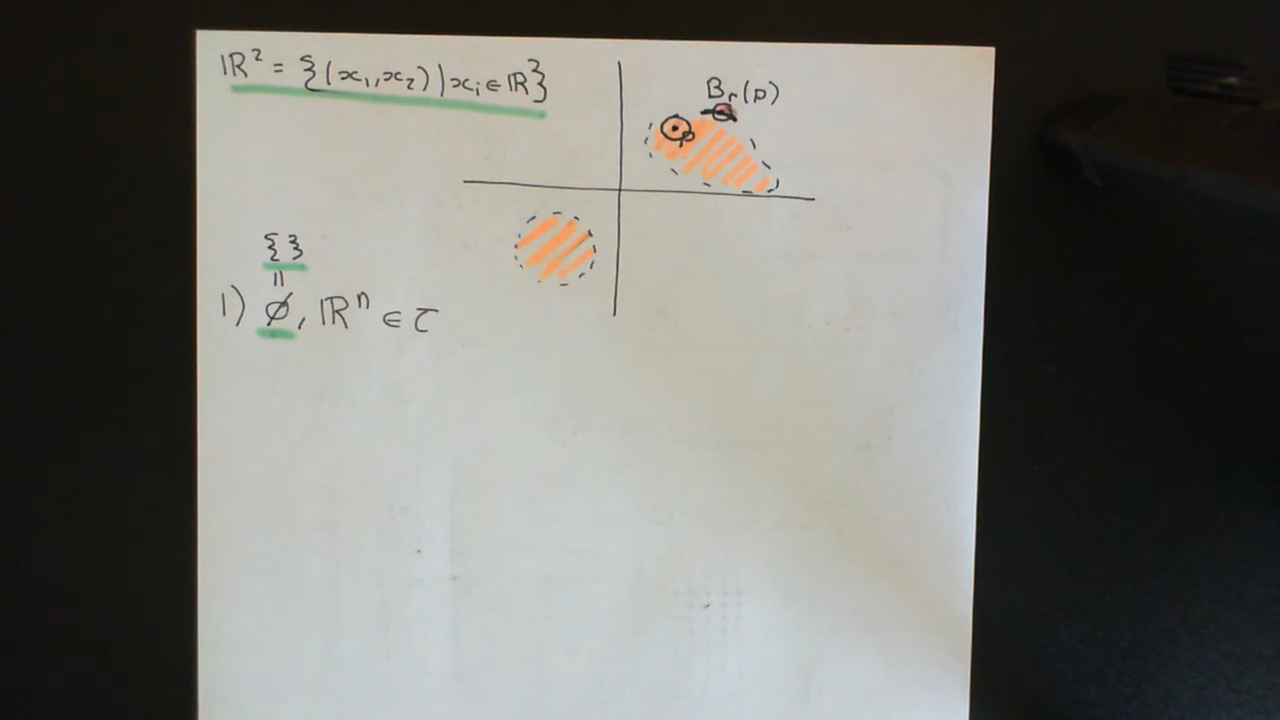 ℝ² = {(x₁,x₂)|xᵢ∈ℝ}
Bᵣ(p)
p
{ }
=
1) ∅, ℝⁿ ∈ τ